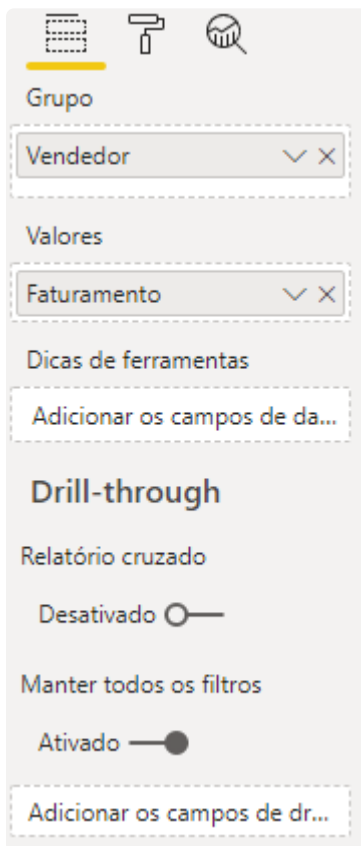 Grupo
Vendedor
Valores
Faturamento
Dicas de ferramentas
Adicionar os campos de da...
Drill-through
Relatório cruzado
Desativado
Manter todos os filtros
Ativado
Adicionar os campos de dr...